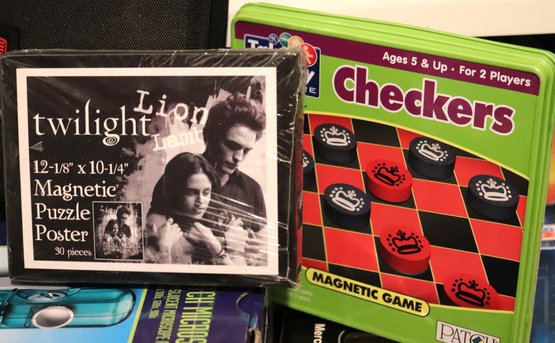 twilight
Lion
Lamb
12-1/8" x 10-1/4"
Magnetic
Puzzle
Poster
30 pieces
Ages 5 & Up · For 2 Players
Checkers
MAGNETIC GAME
PATCH